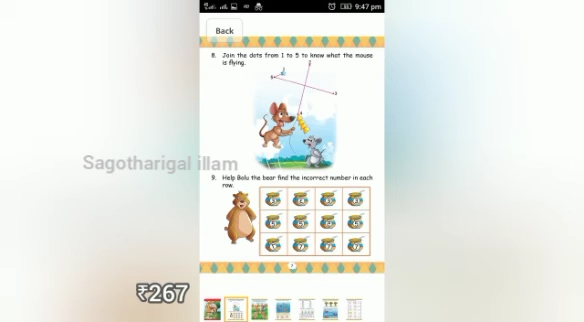 9:47 pm
Back
8. Join the dots from 1 to 5 to know what the mouse
is flying.
Sagotharigal illam
9. Help Bolu the bear find the incorrect number in each
row.
₹267